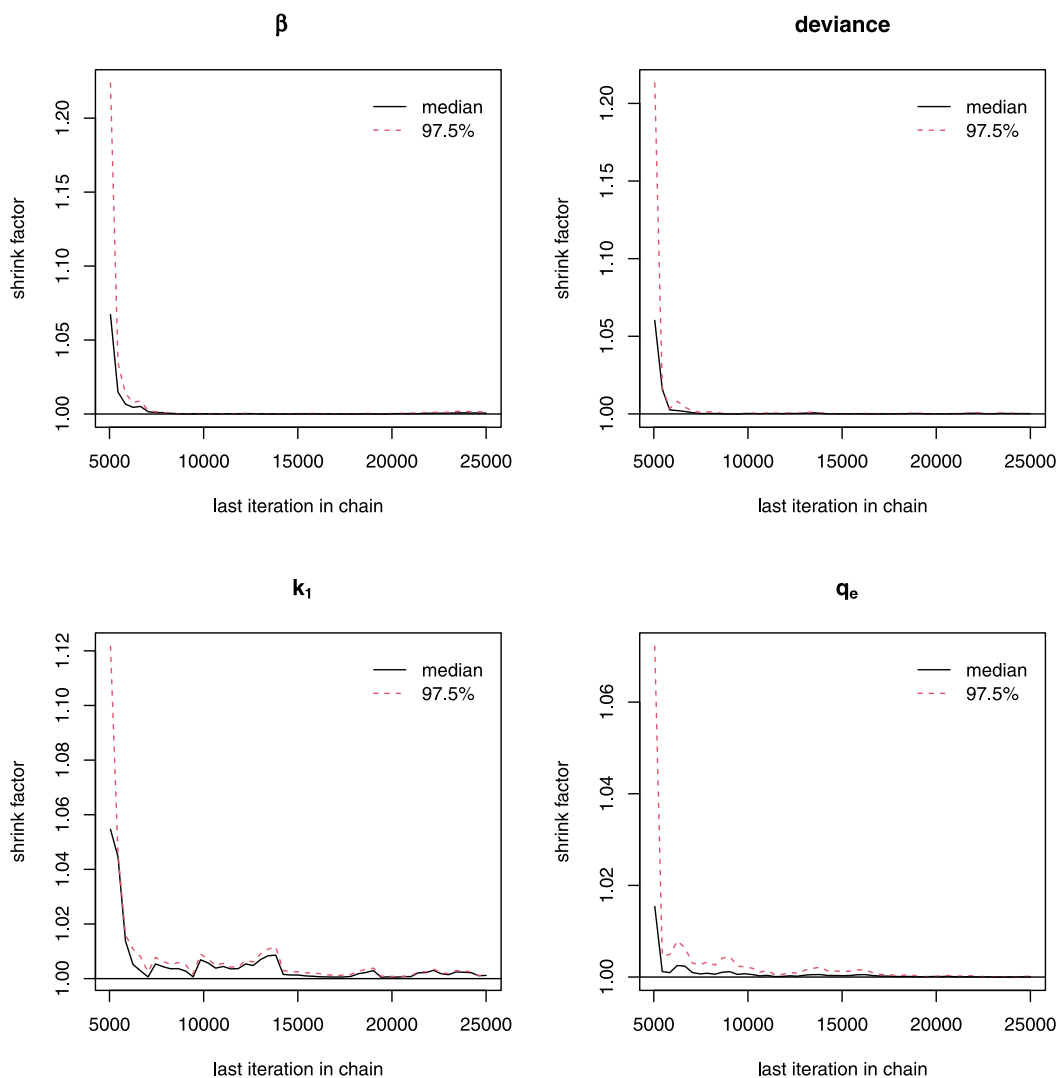 β
shrink factor
1.20
1.15
1.10
1.05
1.00
median
97.5%
5000 10000 15000 20000 25000
last iteration in chain
deviance
shrink factor
1.20
1.15
1.10
1.05
1.00
median
97.5%
5000 10000 15000 20000 25000
last iteration in chain
k₁
shrink factor
1.12
1.10
1.08
1.06
1.04
1.02
1.00
median
97.5%
5000 10000 15000 20000 25000
last iteration in chain
qₑ
shrink factor
1.06
1.04
1.02
1.00
median
97.5%
5000 10000 15000 20000 25000
last iteration in chain